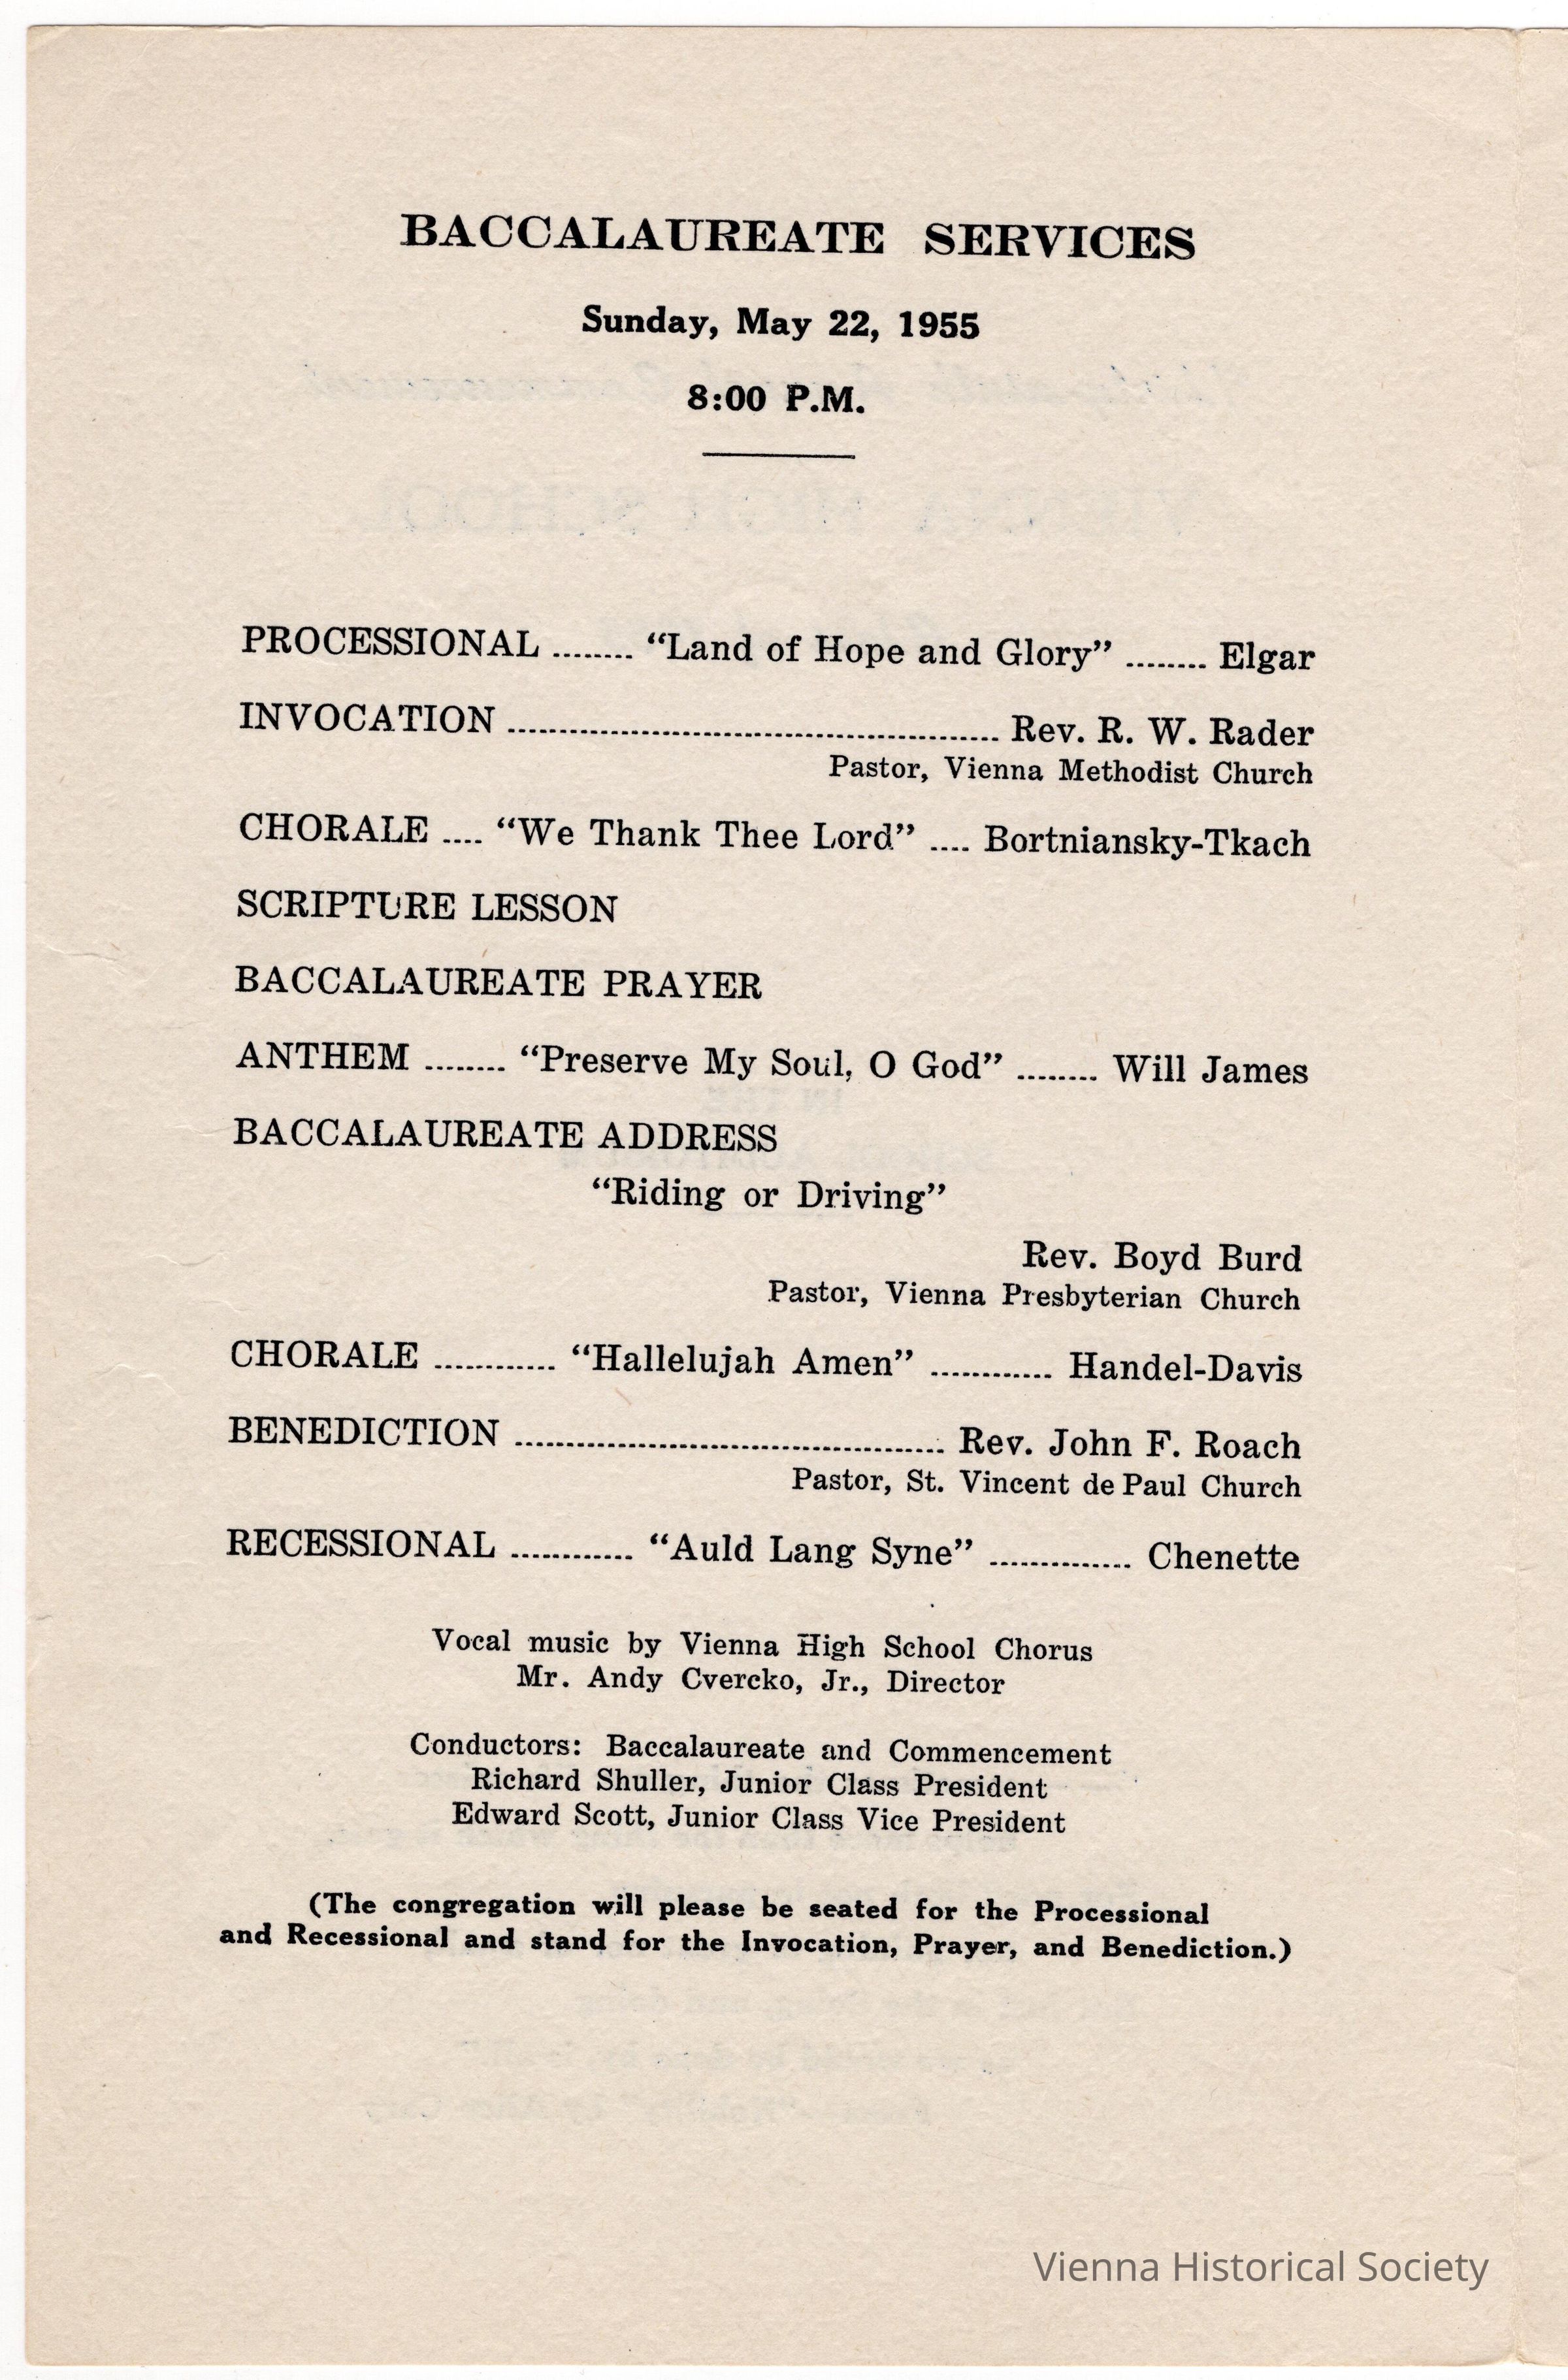 BACCALAUREATE SERVICES
Sunday, May 22, 1955
8:00 P.M.
PROCESSIONAL ........ “Land of Hope and Glory” ........ Elgar
INVOCATION ................................................ Rev. R. W. Rader
Pastor, Vienna Methodist Church
CHORALE .... “We Thank Thee Lord” .... Bortniansky-Tkach
SCRIPTURE LESSON
BACCALAUREATE PRAYER
ANTHEM ........ “Preserve My Soul, O God” ........ Will James
BACCALAUREATE ADDRESS
“Riding or Driving”
Rev. Boyd Burd
Pastor, Vienna Presbyterian Church
CHORALE ............ “Hallelujah Amen” ............ Handel-Davis
BENEDICTION .......................................... Rev. John F. Roach
Pastor, St. Vincent de Paul Church
RECESSIONAL ............ “Auld Lang Syne” .............. Chenette
Vocal music by Vienna High School Chorus
Mr. Andy Cvercko, Jr., Director
Conductors: Baccalaureate and Commencement
Richard Shuller, Junior Class President
Edward Scott, Junior Class Vice President
(The congregation will please be seated for the Processional
and Recessional and stand for the Invocation, Prayer, and Benediction.)
Vienna Historical Society